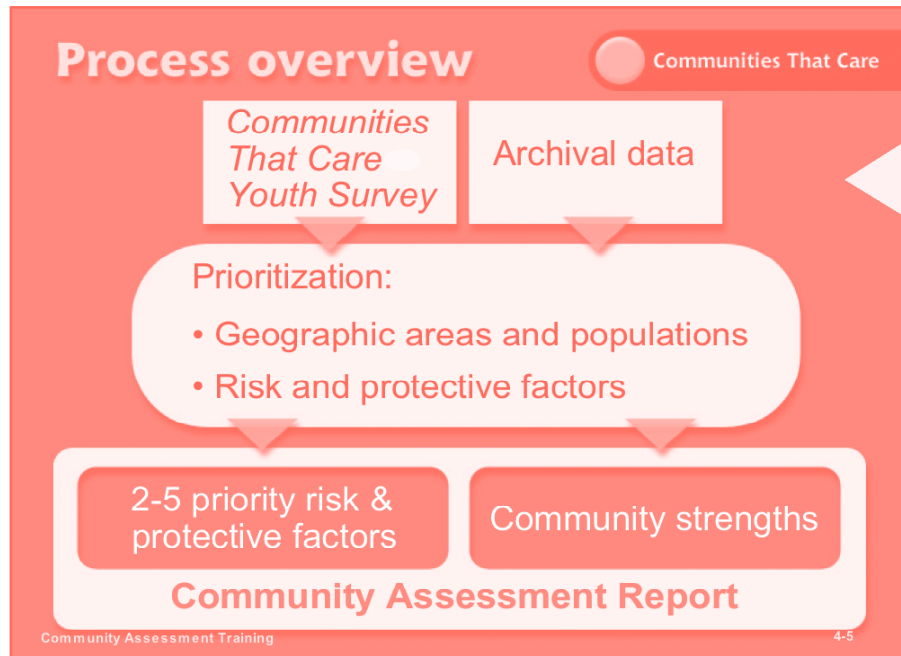 Process overview
Communities That Care
Communities
That Care
Youth Survey
Archival data
Prioritization:
• Geographic areas and populations
• Risk and protective factors
2-5 priority risk &
protective factors
Community strengths
Community Assessment Report
Community Assessment Training
4-5